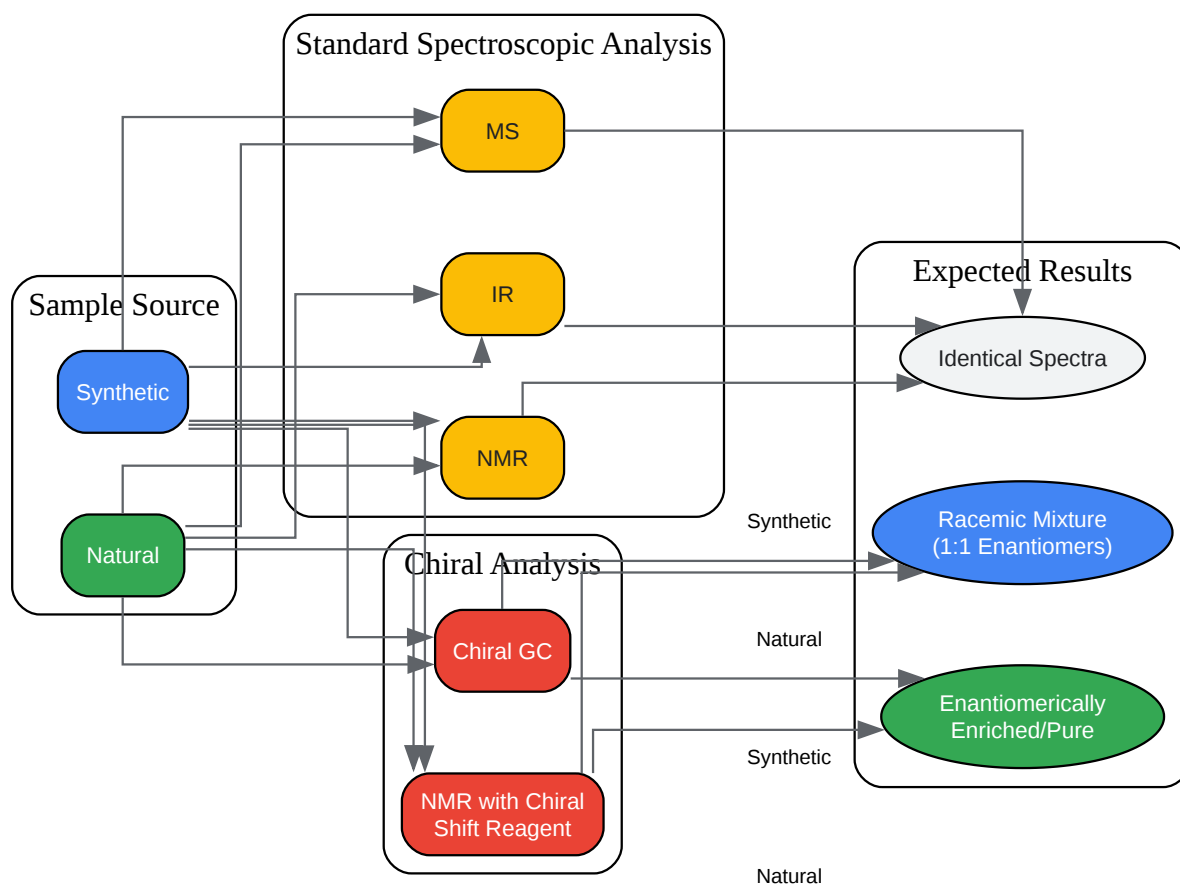 Standard Spectroscopic Analysis
MS
IR
NMR
Sample Source
Synthetic
Natural
Chiral Analysis
Chiral GC
NMR with Chiral
Shift Reagent
Synthetic
Natural
Synthetic
Natural
Expected Results
Identical Spectra
Racemic Mixture
(1:1 Enantiomers)
Enantiomerically
Enriched/Pure